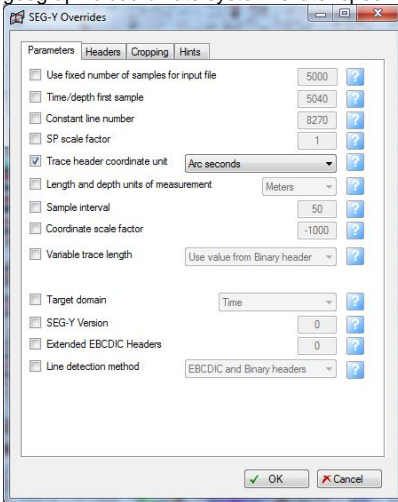 SEG-Y Overrides
Parameters Headers Cropping Hints
Use fixed number of samples for input file 5000 ?
Time/depth first sample 5040 ?
Constant line number 8270 ?
SP scale factor 1 ?
Trace header coordinate unit Arc seconds ?
Length and depth units of measurement Meters ?
Sample interval 50 ?
Coordinate scale factor -1000 ?
Variable trace length Use value from Binary header ?
Target domain Time ?
SEG-Y Version 0 ?
Extended EBCDIC Headers 0 ?
Line detection method EBCDIC and Binary headers ?
OK Cancel